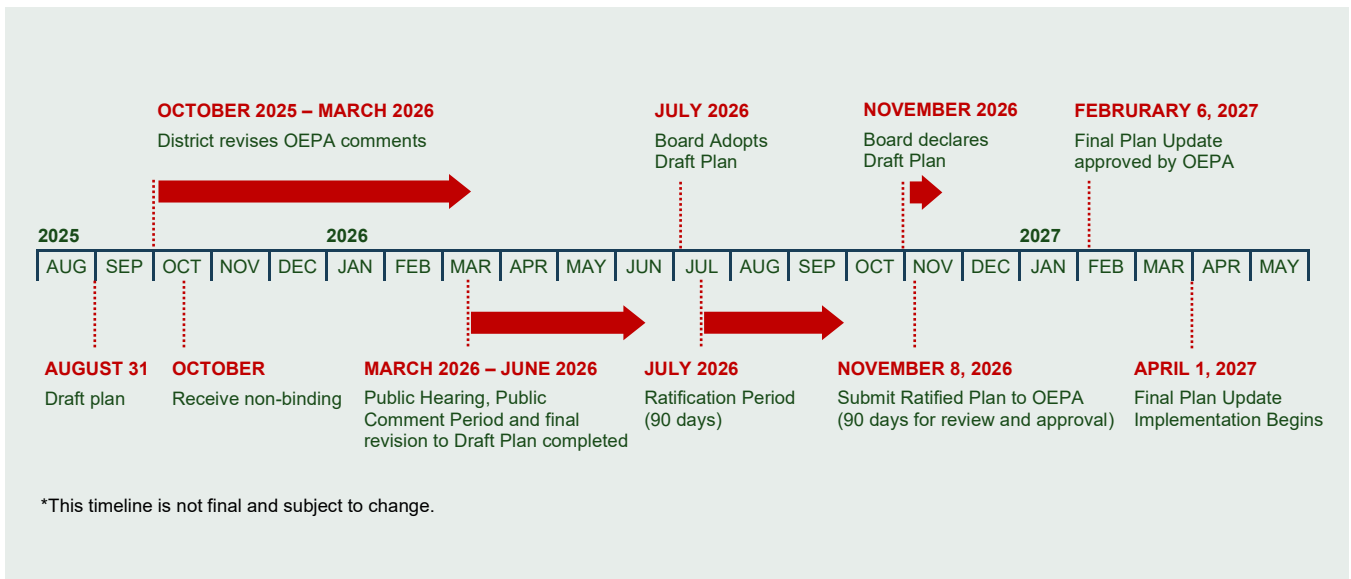 OCTOBER 2025 – MARCH 2026
District revises OEPA comments
JULY 2026
Board Adopts
Draft Plan
NOVEMBER 2026
Board declares
Draft Plan
FEBRURARY 6, 2027
Final Plan Update
approved by OEPA
2025
2026
2027
AUG SEP OCT NOV DEC JAN FEB MAR APR MAY JUN JUL AUG SEP OCT NOV DEC JAN FEB MAR APR MAY
AUGUST 31
Draft plan
OCTOBER
Receive non-binding
MARCH 2026 – JUNE 2026
Public Hearing, Public
Comment Period and final
revision to Draft Plan completed
JULY 2026
Ratification Period
(90 days)
NOVEMBER 8, 2026
Submit Ratified Plan to OEPA
(90 days for review and approval)
APRIL 1, 2027
Final Plan Update
Implementation Begins
*This timeline is not final and subject to change.